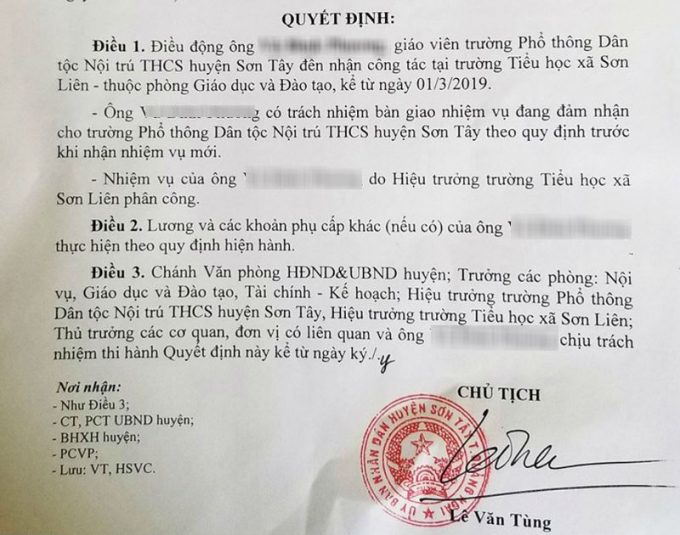 QUYẾT ĐỊNH:
Điều 1. Điều động ông giáo viên trường Phổ thông Dân
tộc Nội trú THCS huyện Sơn Tây đến nhận công tác tại trường Tiểu học xã Sơn
Liên - thuộc phòng Giáo dục và Đào tạo, kể từ ngày 01/3/2019.
- Ông có trách nhiệm bàn giao nhiệm vụ đang đảm nhận
cho trường Phổ thông Dân tộc Nội trú THCS huyện Sơn Tây theo quy định trước
khi nhận nhiệm vụ mới.
- Nhiệm vụ của ông do Hiệu trưởng trường Tiểu học xã
Sơn Liên phân công.
Điều 2. Lương và các khoản phụ cấp khác (nếu có) của ông
thực hiện theo quy định hiện hành.
Điều 3. Chánh Văn phòng HĐND&UBND huyện; Trưởng các phòng: Nội
vụ, Giáo dục và Đào tạo, Tài chính - Kế hoạch; Hiệu trưởng trường Phổ thông
Dân tộc Nội trú THCS huyện Sơn Tây, Hiệu trưởng trường Tiểu học xã Sơn Liên;
Thủ trưởng các cơ quan, đơn vị có liên quan và ông chịu trách
nhiệm thi hành Quyết định này kể từ ngày ký./.
Nơi nhận:
- Như Điều 3;
- CT, PCT UBND huyện;
- BHXH huyện;
- PCVP;
- Lưu: VT, HSVC.
CHỦ TỊCH
ỦY BAN NHÂN DÂN HUYỆN SƠN TÂY T. QUẢNG NGÃI
Lê Văn Tùng